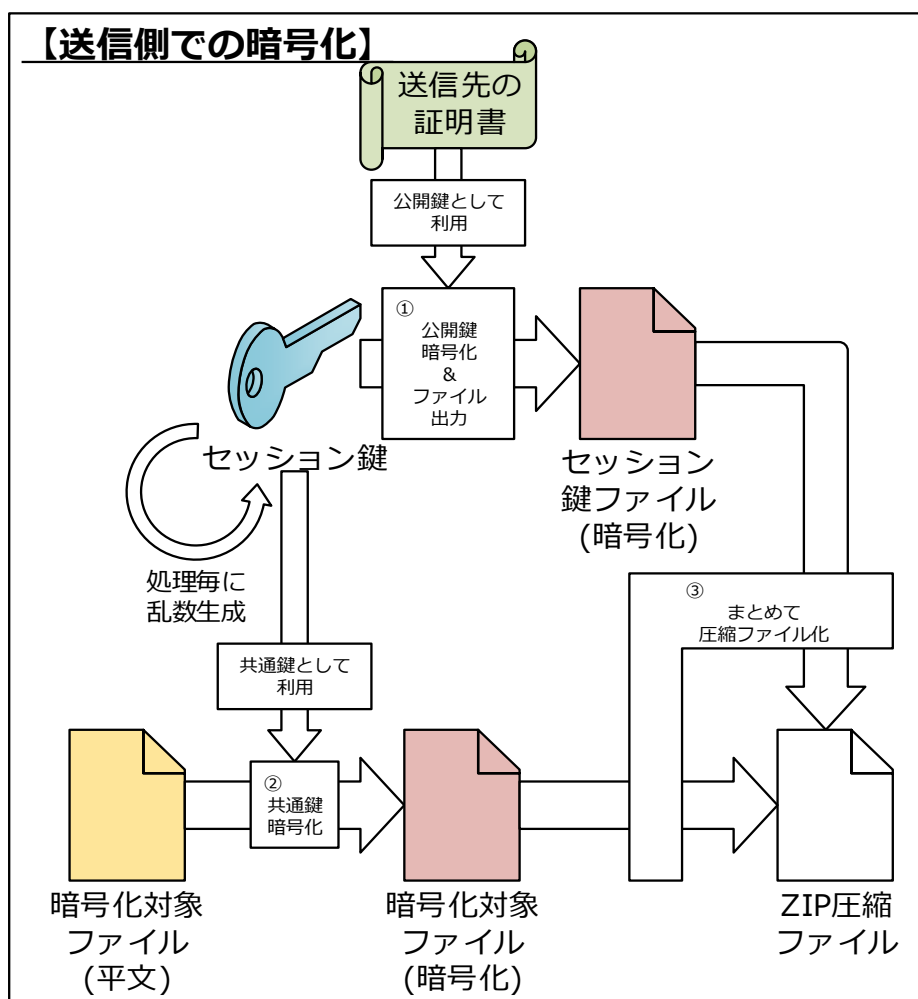 【送信側での暗号化】
送信先の
証明書
公開鍵として
利用
①
公開鍵
暗号化
&
ファイル
出力
セッション鍵
セッション
鍵ファイル
(暗号化)
処理毎に
乱数生成
③
まとめて
圧縮ファイル化
共通鍵として
利用
②
共通鍵
暗号化
暗号化対象
ファイル
(平文)
暗号化対象
ファイル
(暗号化)
ZIP圧縮
ファイル